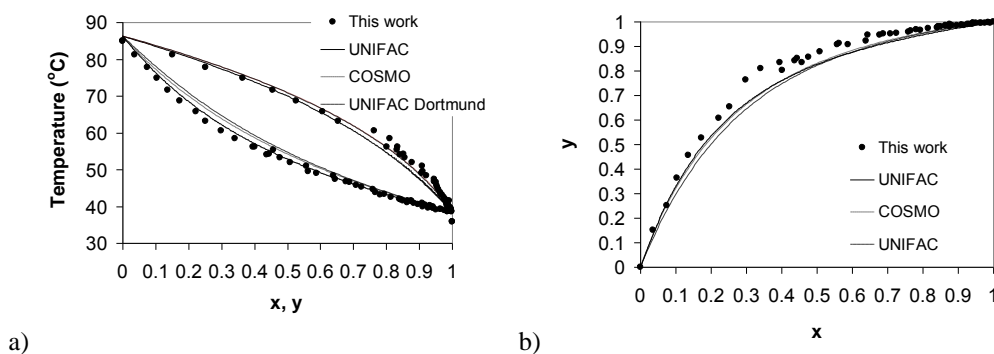 90
80
70
60
50
40
30
Temperature (°C)
0 0.1 0.2 0.3 0.4 0.5 0.6 0.7 0.8 0.9 1
x, y
This work
UNIFAC
COSMO
UNIFAC Dortmund
a)
1
0.9
0.8
0.7
0.6
0.5
0.4
0.3
0.2
0.1
0
y
0 0.1 0.2 0.3 0.4 0.5 0.6 0.7 0.8 0.9 1
x
This work
UNIFAC
COSMO
UNIFAC
b)